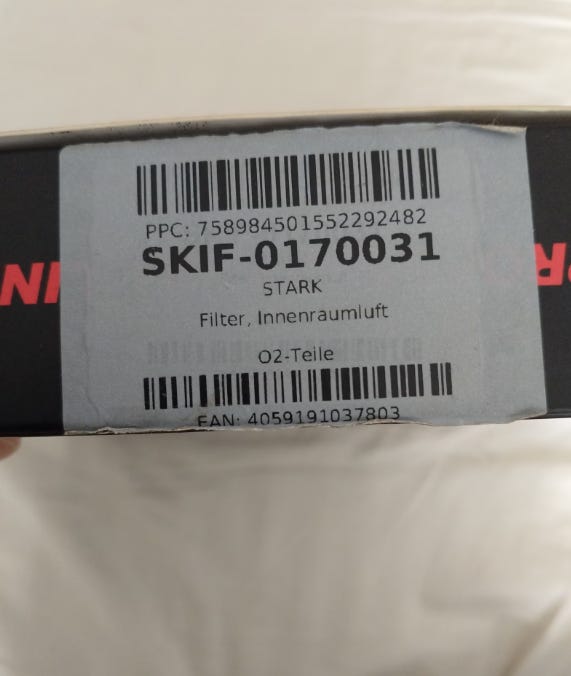 PPC: 758984501552292482
SKIF-0170031
STARK
Filter, Innenraumluft
O2-Teile
EAN: 4059191037803